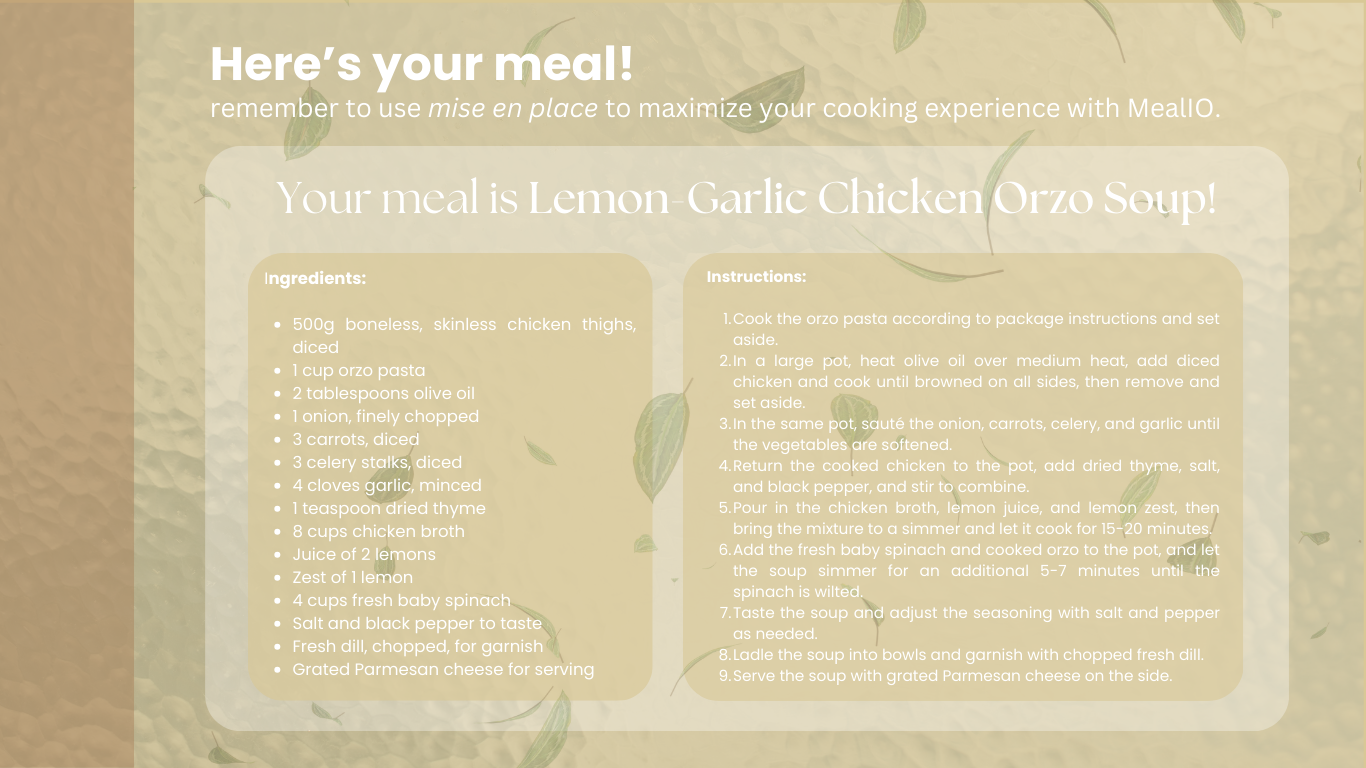 Here's your meal!
remember to use mise en place to maximize your cooking experience with MealIO.
Your meal is Lemon-Garlic Chicken Orzo Soup!
Ingredients:
• 500g boneless, skinless chicken thighs,
diced
• 1 cup orzo pasta
• 2 tablespoons olive oil
• 1 onion, finely chopped
• 3 carrots, diced
• 3 celery stalks, diced
• 4 cloves garlic, minced
• 1 teaspoon dried thyme
• 8 cups chicken broth
• Juice of 2 lemons
• Zest of 1 lemon
• 4 cups fresh baby spinach
• Salt and black pepper to taste
• Fresh dill, chopped, for garnish
• Grated Parmesan cheese for serving
Instructions:
1. Cook the orzo pasta according to package instructions and set
aside.
2. In a large pot, heat olive oil over medium heat, add diced
chicken and cook until browned on all sides, then remove and
set aside.
3. In the same pot, sauté the onion, carrots, celery, and garlic until
the vegetables are softened.
4. Return the cooked chicken to the pot, add dried thyme, salt,
and black pepper, and stir to combine.
5. Pour in the chicken broth, lemon juice, and lemon zest, then
bring the mixture to a simmer and let it cook for 15-20 minutes.
6. Add the fresh baby spinach and cooked orzo to the pot, and let
the soup simmer for an additional 5-7 minutes until the
spinach is wilted.
7. Taste the soup and adjust the seasoning with salt and pepper
as needed.
8. Ladle the soup into bowls and garnish with chopped fresh dill.
9. Serve the soup with grated Parmesan cheese on the side.